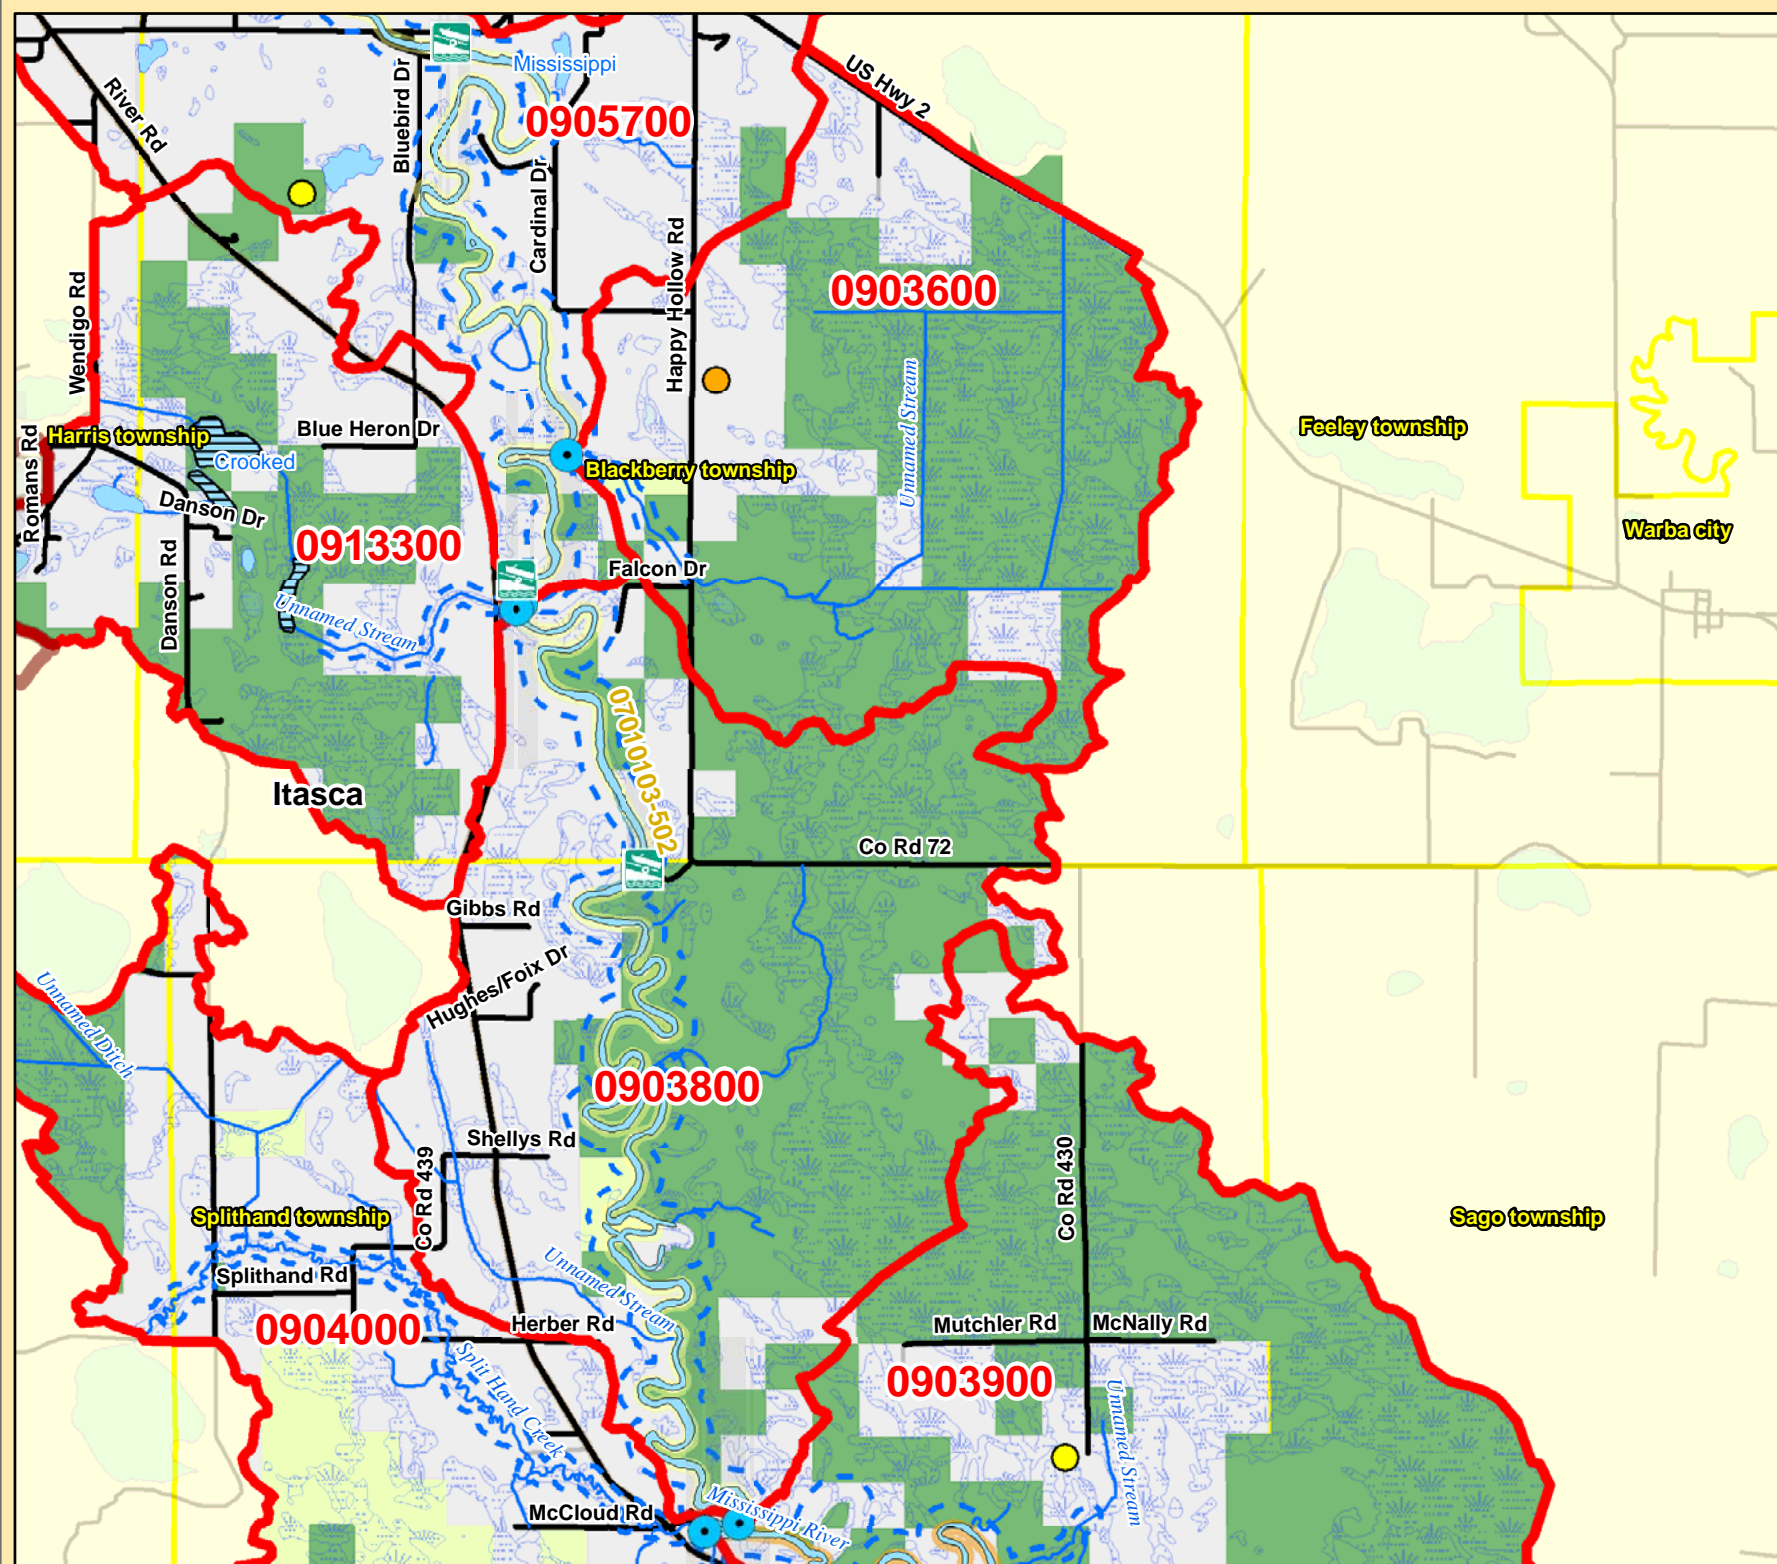 Mississippi
US Hwy 2
River Rd
Bluebird Dr
0905700
Cardinal Dr
Happy Hollow Rd
0903600
Wendigo Rd
Unnamed Stream
Blue Heron Dr
Feeley township
Harris township
Romans Rd
Crooked
Blackberry township
Danson Dr
Warba city
0913300
Danson Rd
Falcon Dr
Unnamed Stream
07010103-502
Itasca
Co Rd 72
Gibbs Rd
Hughes/Foix Dr
Unnamed Ditch
0903800
Shellys Rd
Co Rd 439
Co Rd 430
Splithand township
Sago township
Splithand Rd
Unnamed Stream
0904000
Herber Rd
Mutchler Rd
McNally Rd
Split Hand Creek
0903900
Unnamed Stream
McCloud Rd
Mississippi River